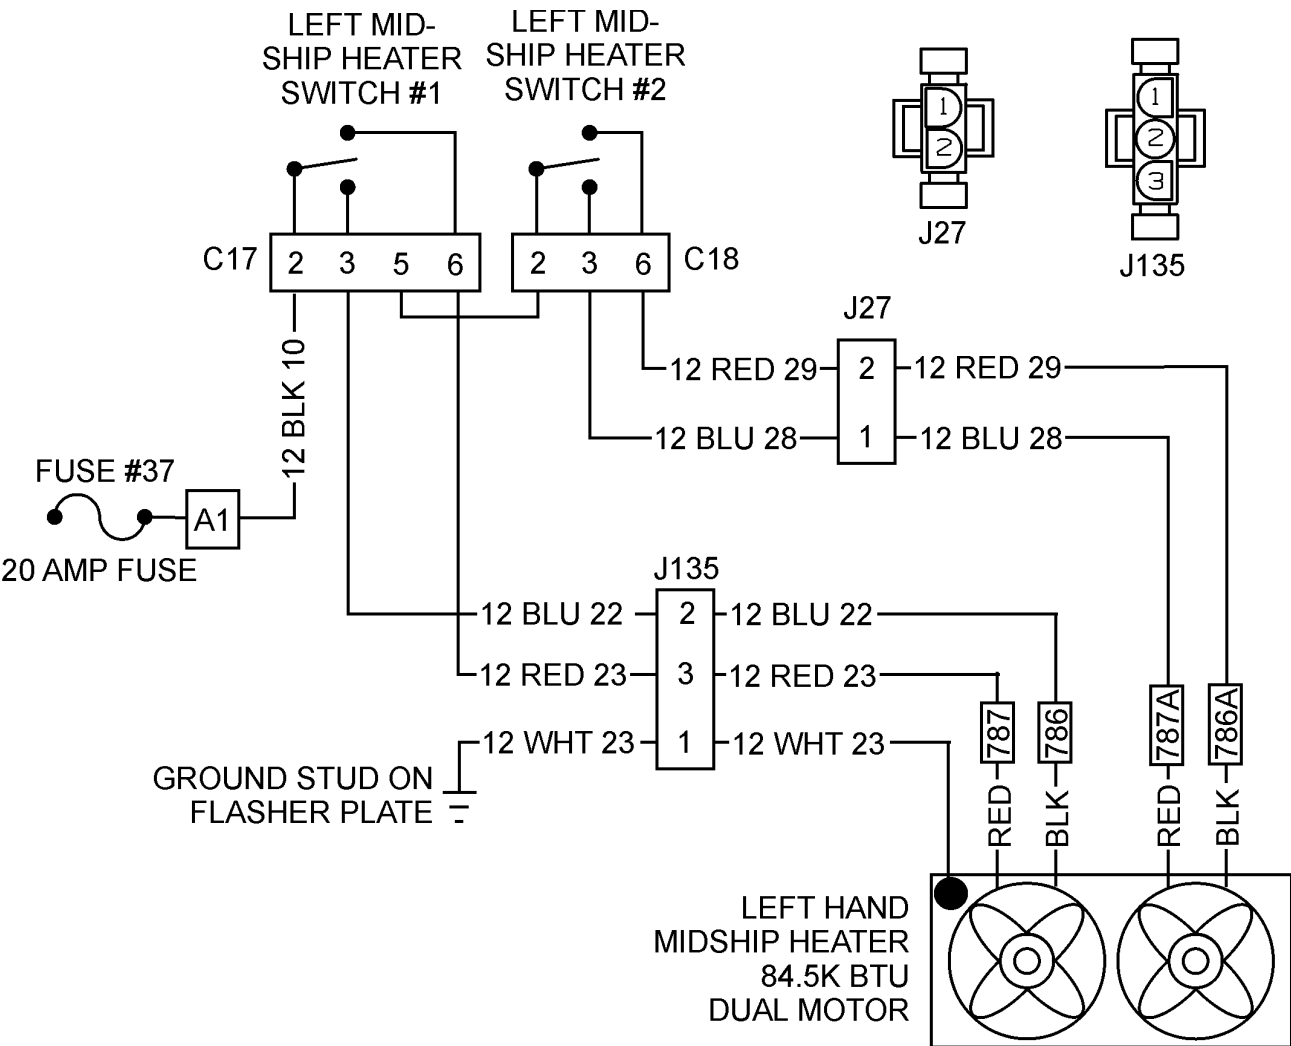 LEFT MID-
SHIP HEATER
SWITCH #1
LEFT MID-
SHIP HEATER
SWITCH #2
1
2
J27
1
2
3
J135
C17
2 3 5 6
2 3 6
C18
J27
12 RED 29
2
12 RED 29
12 BLU 28
1
12 BLU 28
12 BLK 10
FUSE #37
A1
20 AMP FUSE
J135
12 BLU 22
2
12 BLU 22
12 RED 23
3
12 RED 23
12 WHT 23
1
12 WHT 23
GROUND STUD ON
FLASHER PLATE
787
786
787A
786A
RED
BLK
RED
BLK
LEFT HAND
MIDSHIP HEATER
84.5K BTU
DUAL MOTOR